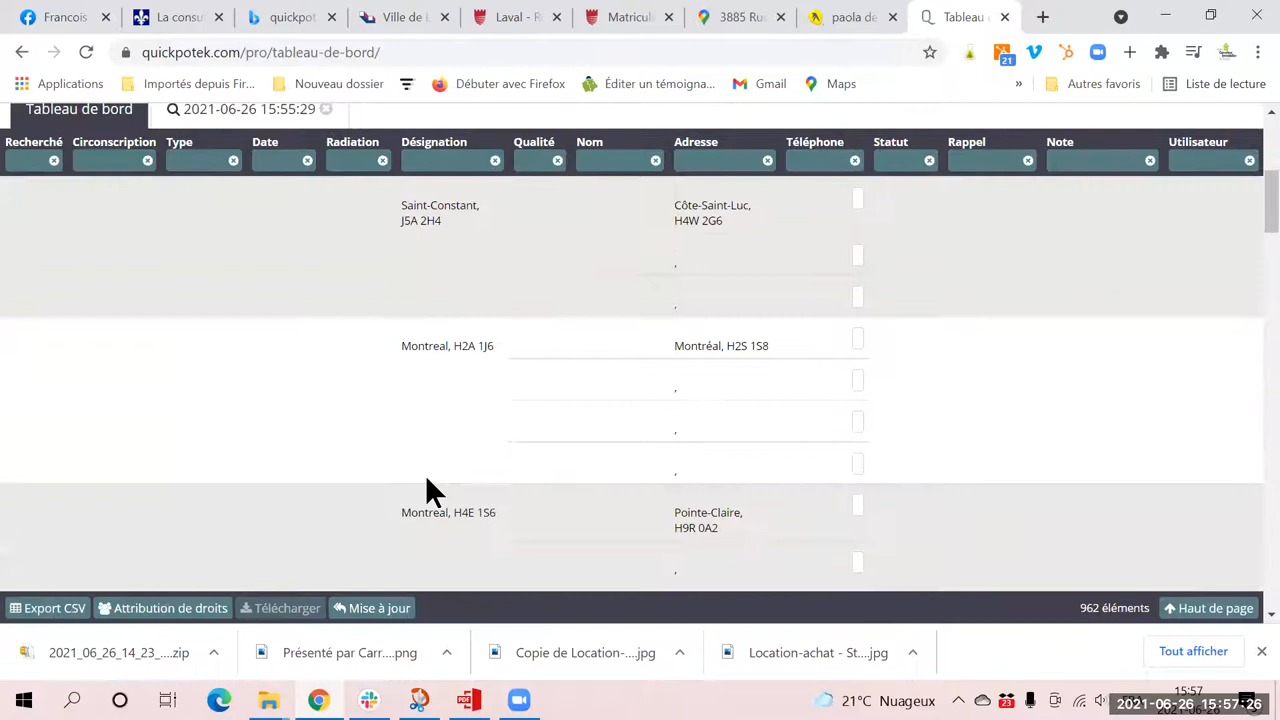 Francois
La consu
quickpot
Ville de L
Laval - R
Matricul
3885 Ru
paola de
Tableau
quickpotek.com/pro/tableau-de-bord/
21
Applications
Importés depuis Fir...
Nouveau dossier
Débuter avec Firefox
Éditer un témoigna...
Gmail
Maps
»
Autres favoris
Liste de lecture
Tableau de bord
2021-06-26 15:55:29
Recherché Circonscription Type Date Radiation Désignation Qualité Nom Adresse Téléphone Statut Rappel Note Utilisateur
Saint-Constant,
J5A 2H4
Côte-Saint-Luc,
H4W 2G6
,
,
Montreal, H2A 1J6
Montréal, H2S 1S8
,
,
,
Montreal, H4E 1S6
Pointe-Claire,
H9R 0A2
,
Export CSV
Attribution de droits
Télécharger
Mise à jour
962 éléments
Haut de page
2021_06_26_14_23_....zip
Présenté par Carr....png
Copie de Location-....jpg
Location-achat - St....jpg
Tout afficher
21°C Nuageux
23
15:57
2021-06-26 15:57:26